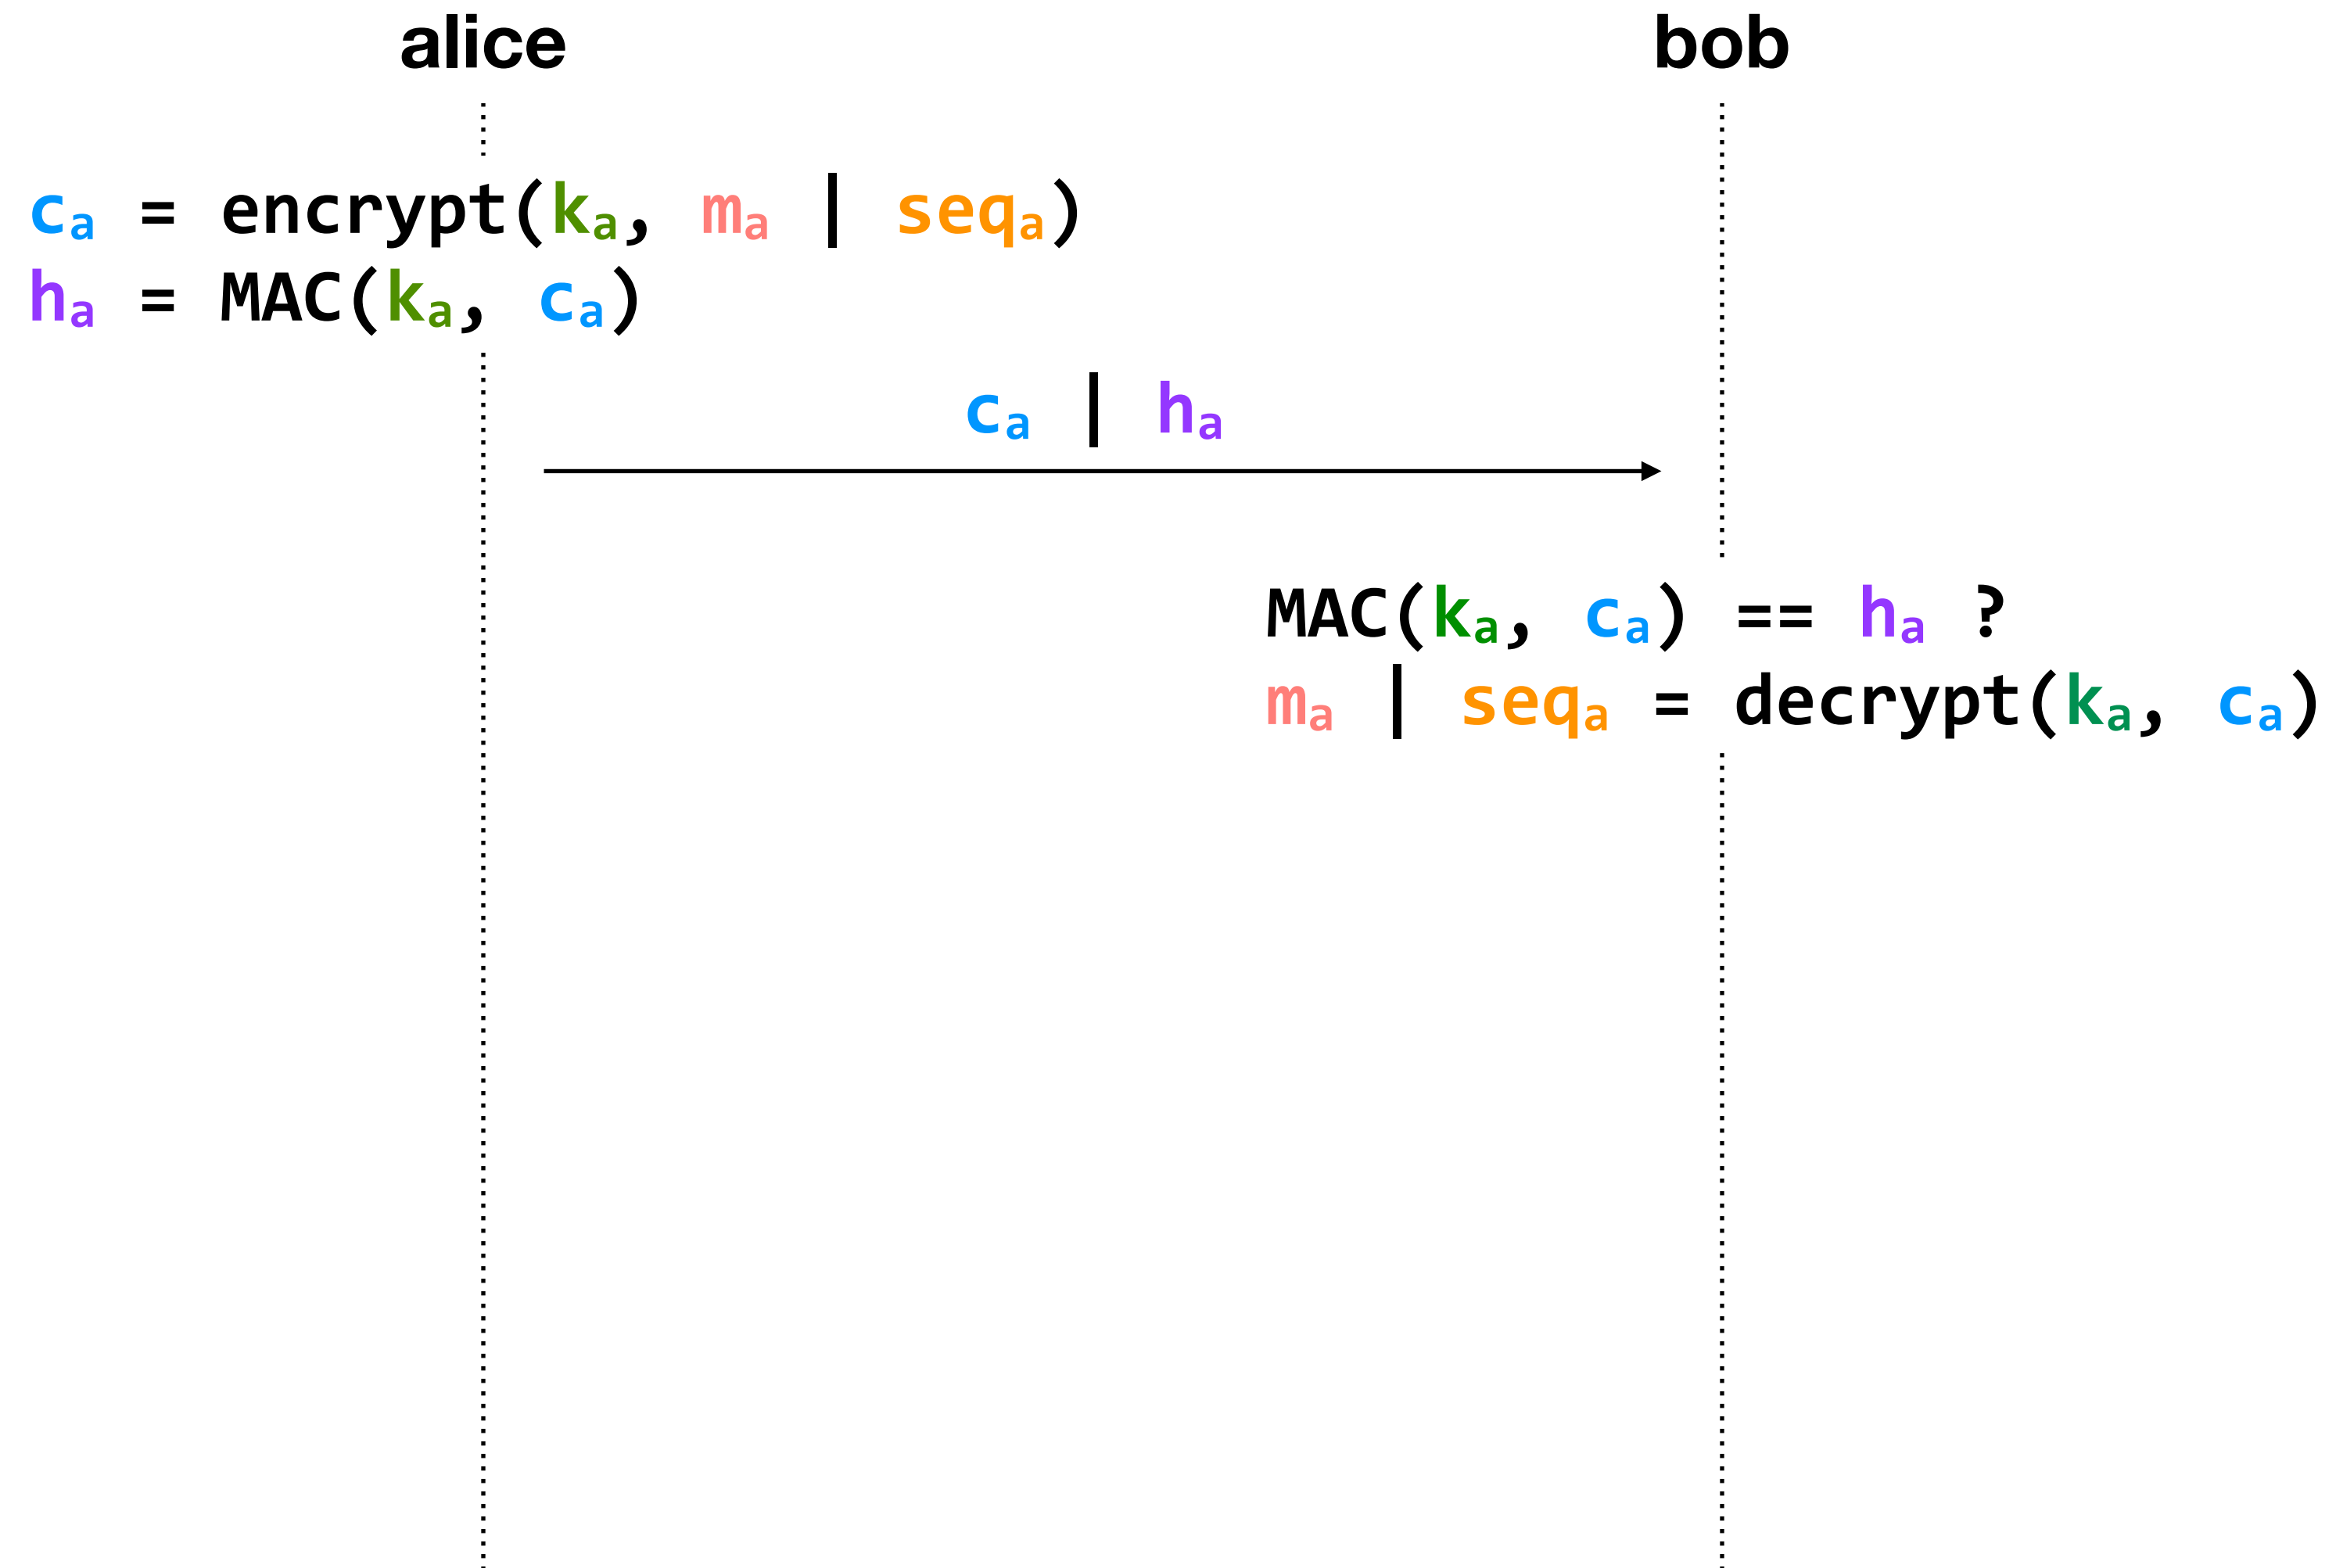 alice bob
cₐ = encrypt(kₐ, mₐ | seqₐ)
hₐ = MAC(kₐ, cₐ)
cₐ | hₐ
MAC(kₐ, cₐ) == hₐ ?
mₐ | seqₐ = decrypt(kₐ, cₐ)